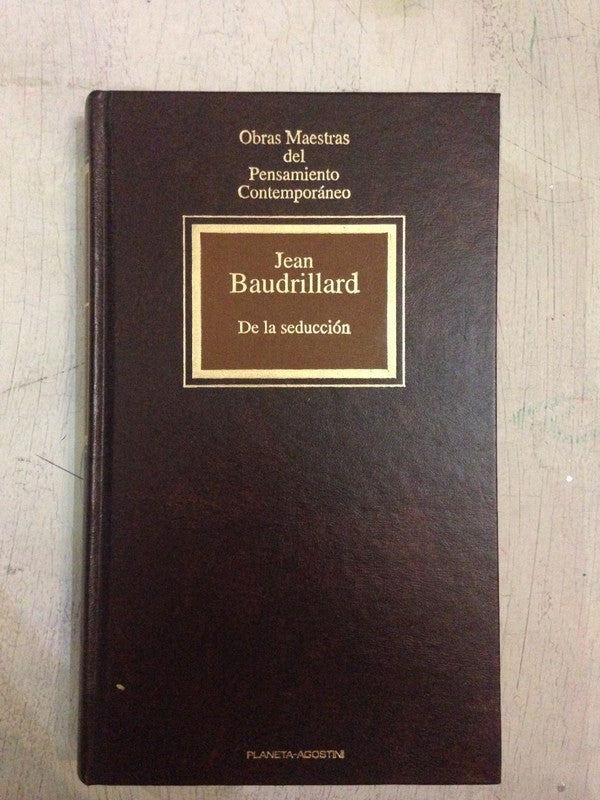 Obras Maestras
del
Pensamiento
Contemporáneo
Jean
Baudrillard
De la seducción
PLANETA-AGOSTINI